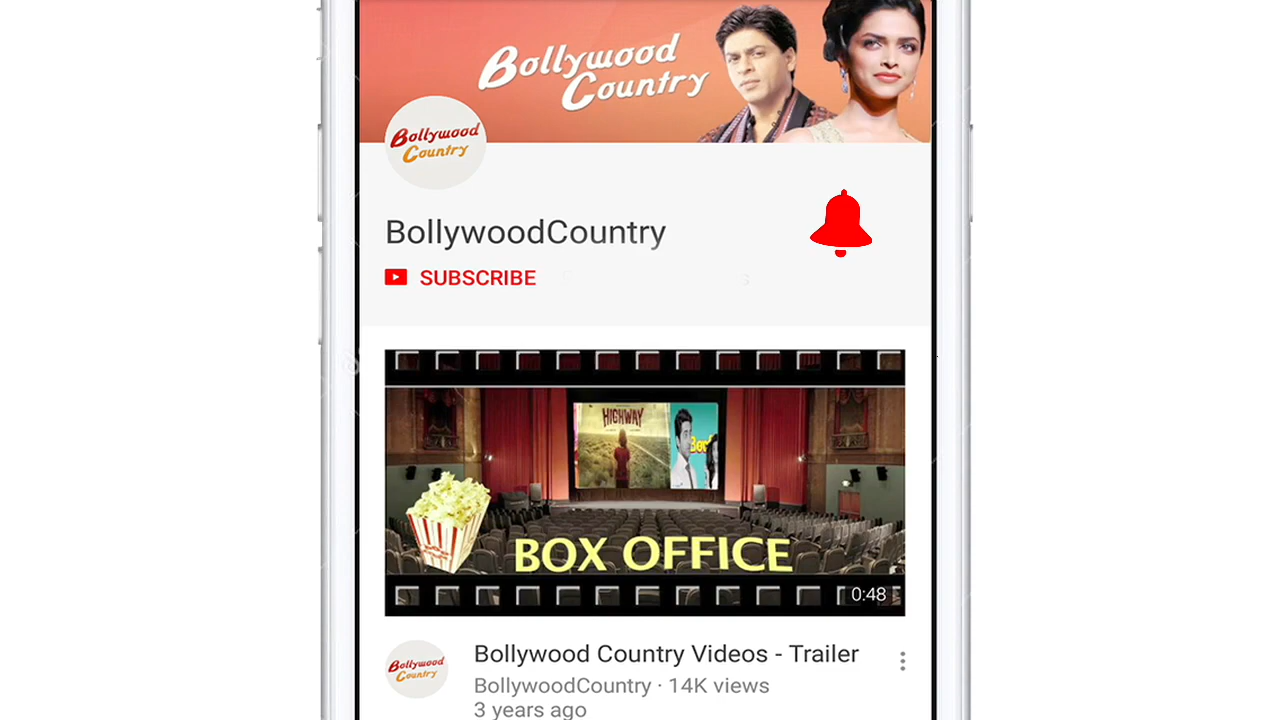 Bollywood
Country
Bollywood
Country
BollywoodCountry
SUBSCRIBE
HIGHWAY
BOX OFFICE
0:48
Bollywood
Country
Bollywood Country Videos - Trailer
BollywoodCountry · 14K views
3 years ago